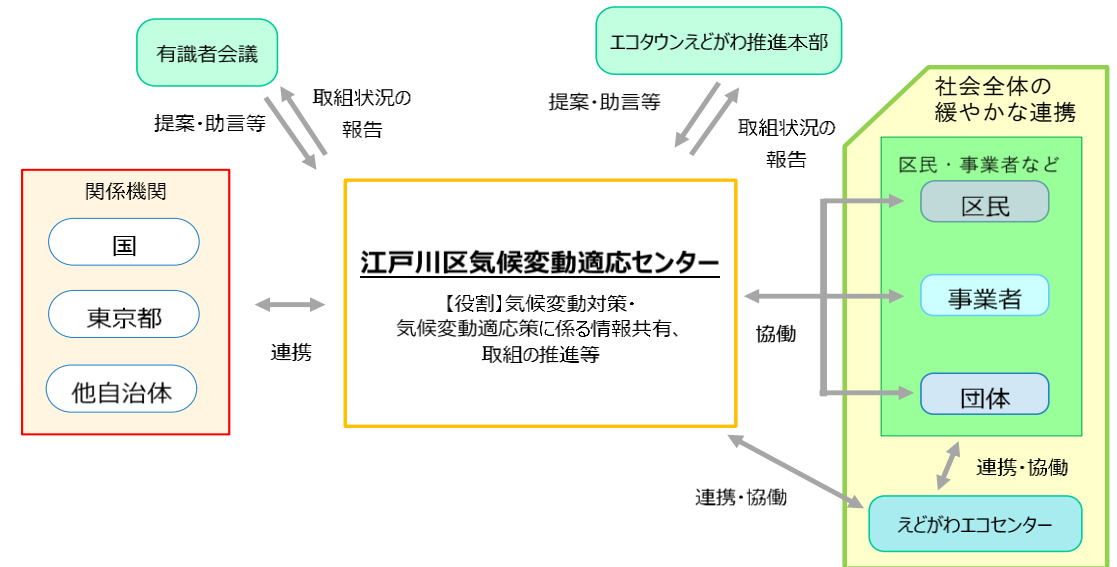 有識者会議
エコタウンえどがわ推進本部
提案・助言等
取組状況の
報告
提案・助言等
取組状況の
報告
社会全体の
緩やかな連携
関係機関
国
東京都
他自治体
連携
江戸川区気候変動適応センター
【役割】気候変動対策・
気候変動適応策に係る情報共有、
取組の推進等
協働
区民・事業者など
区民
事業者
団体
連携・協働
連携・協働
えどがわエコセンター